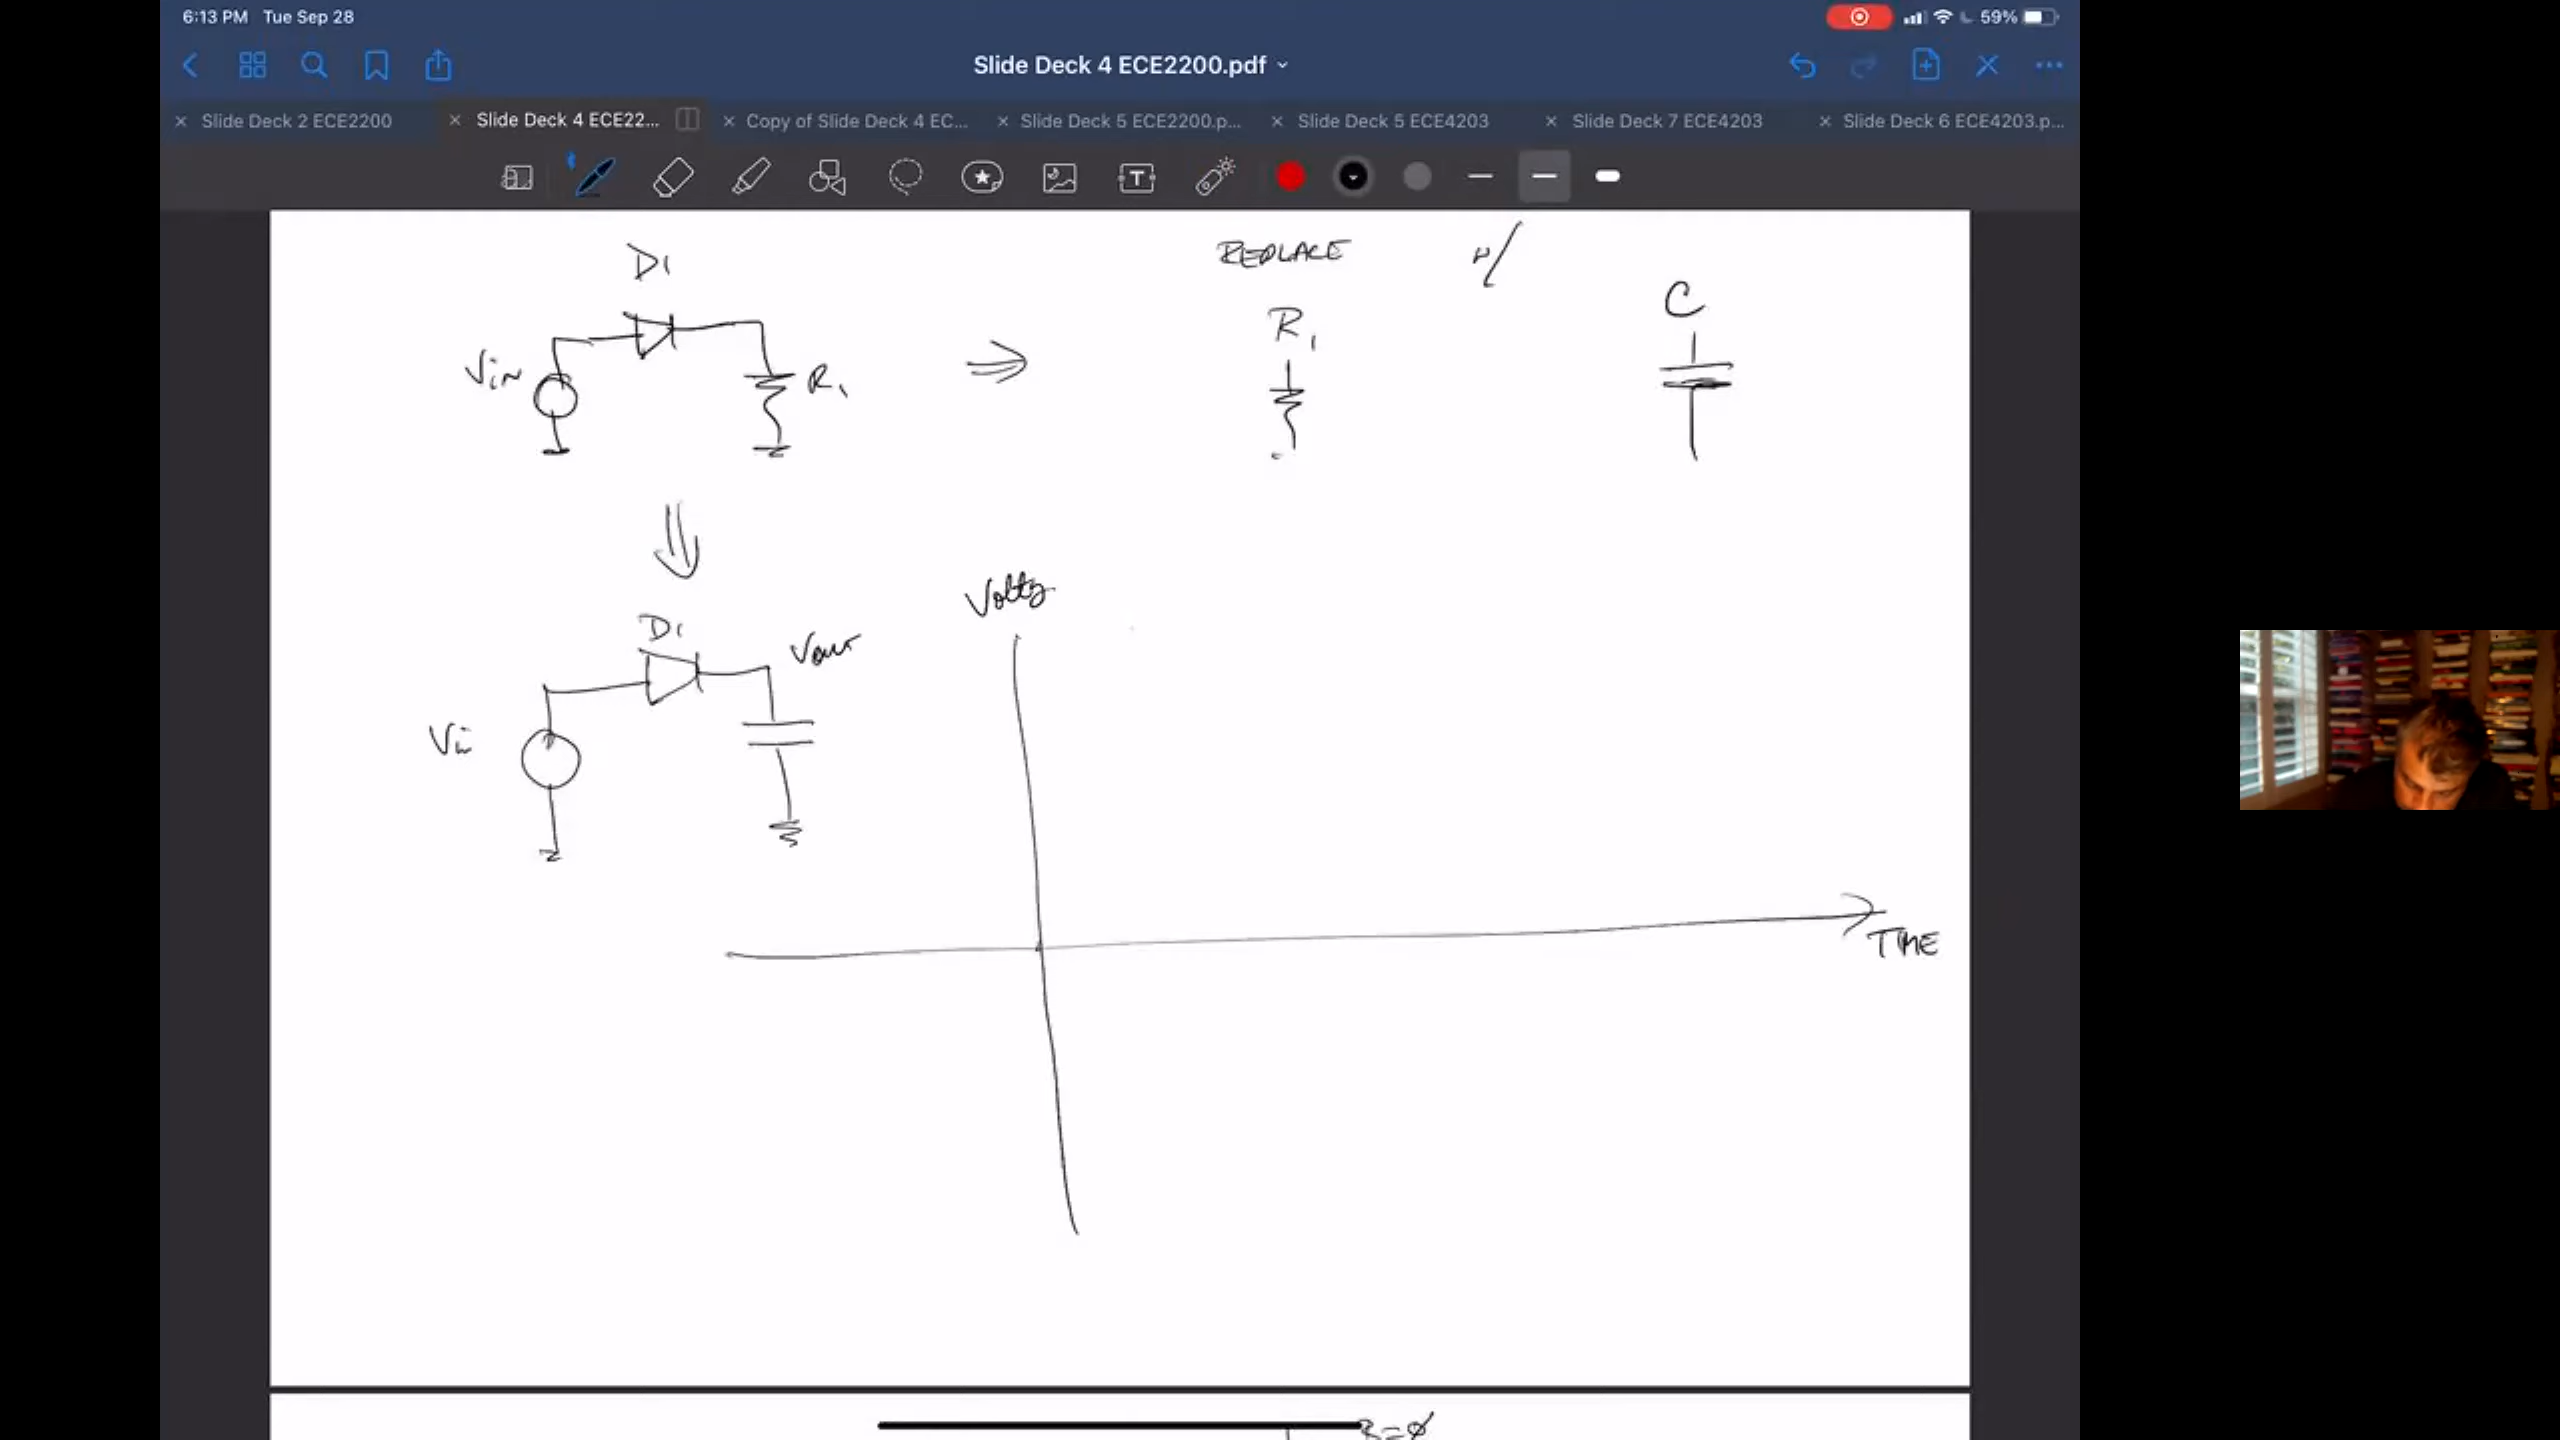 6:13 PM Tue Sep 28
59%
Slide Deck 4 ECE2200.pdf
Slide Deck 2 ECE2200
Slide Deck 4 ECE22...
Copy of Slide Deck 4 EC...
Slide Deck 5 ECE2200.p...
Slide Deck 5 ECE4203
Slide Deck 7 ECE4203
Slide Deck 6 ECE4203.p...
T
D1
REPLACE w/
C
R1
Vin
R1
Volts
D1
Vout
Vi
TIME
B=0